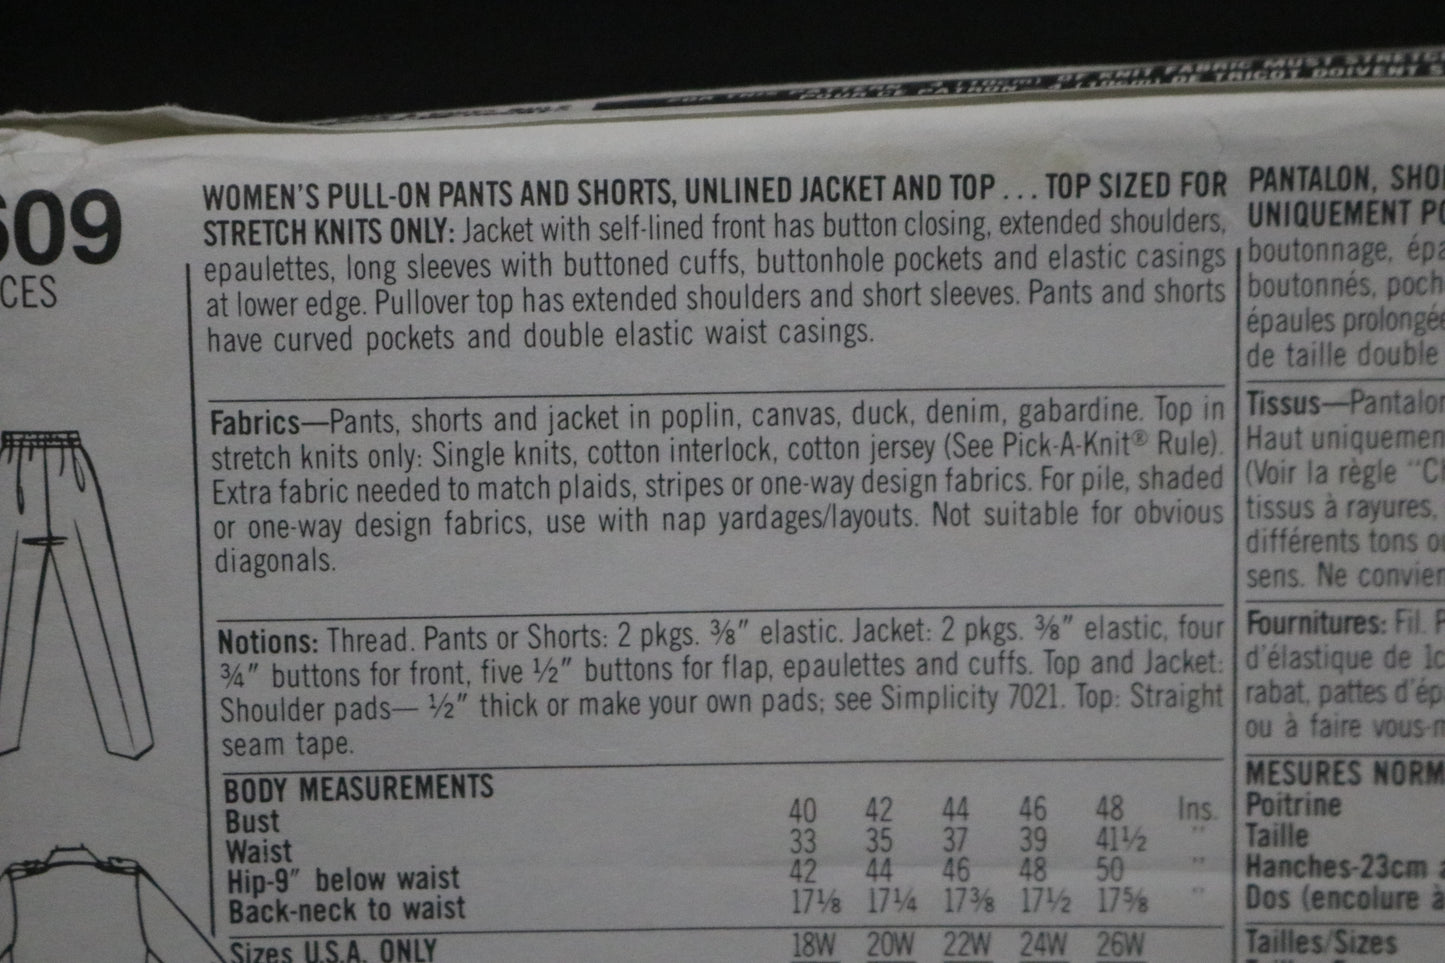 609
CES
WOMEN'S PULL-ON PANTS AND SHORTS, UNLINED JACKET AND TOP . . . TOP SIZED FOR
STRETCH KNITS ONLY: Jacket with self-lined front has button closing, extended shoulders,
epaulettes, long sleeves with buttoned cuffs, buttonhole pockets and elastic casings
at lower edge. Pullover top has extended shoulders and short sleeves. Pants and shorts
have curved pockets and double elastic waist casings.
Fabrics—Pants, shorts and jacket in poplin, canvas, duck, denim, gabardine. Top in
stretch knits only: Single knits, cotton interlock, cotton jersey (See Pick-A-Knit® Rule).
Extra fabric needed to match plaids, stripes or one-way design fabrics. For pile, shaded
or one-way design fabrics, use with nap yardages/layouts. Not suitable for obvious
diagonals.
Notions: Thread. Pants or Shorts: 2 pkgs. ⅜" elastic. Jacket: 2 pkgs. ⅜" elastic, four
¾" buttons for front, five ½" buttons for flap, epaulettes and cuffs. Top and Jacket:
Shoulder pads— ½" thick or make your own pads; see Simplicity 7021. Top: Straight
seam tape.
BODY MEASUREMENTS
Bust 40 42 44 46 48 Ins.
Waist 33 35 37 39 41½ "
Hip-9" below waist 42 44 46 48 50 "
Back-neck to waist 17⅛ 17¼ 17⅜ 17½ 17⅝ "
Sizes U.S.A. ONLY 18W 20W 22W 24W 26W
PANTALON, SHO
UNIQUEMENT PO
boutonnage, épa
boutonnés, poch
épaules prolongée
de taille double
Tissus—Pantalon
Haut uniquemen
(Voir la règle "Cl
tissus à rayures,
différents tons o
sens. Ne convien
Fournitures: Fil. P
d'élastique de 1c
rabat, pattes d'ép
ou à faire vous-m
MESURES NORM
Poitrine
Taille
Hanches-23cm a
Dos (encolure à
Tailles/Sizes